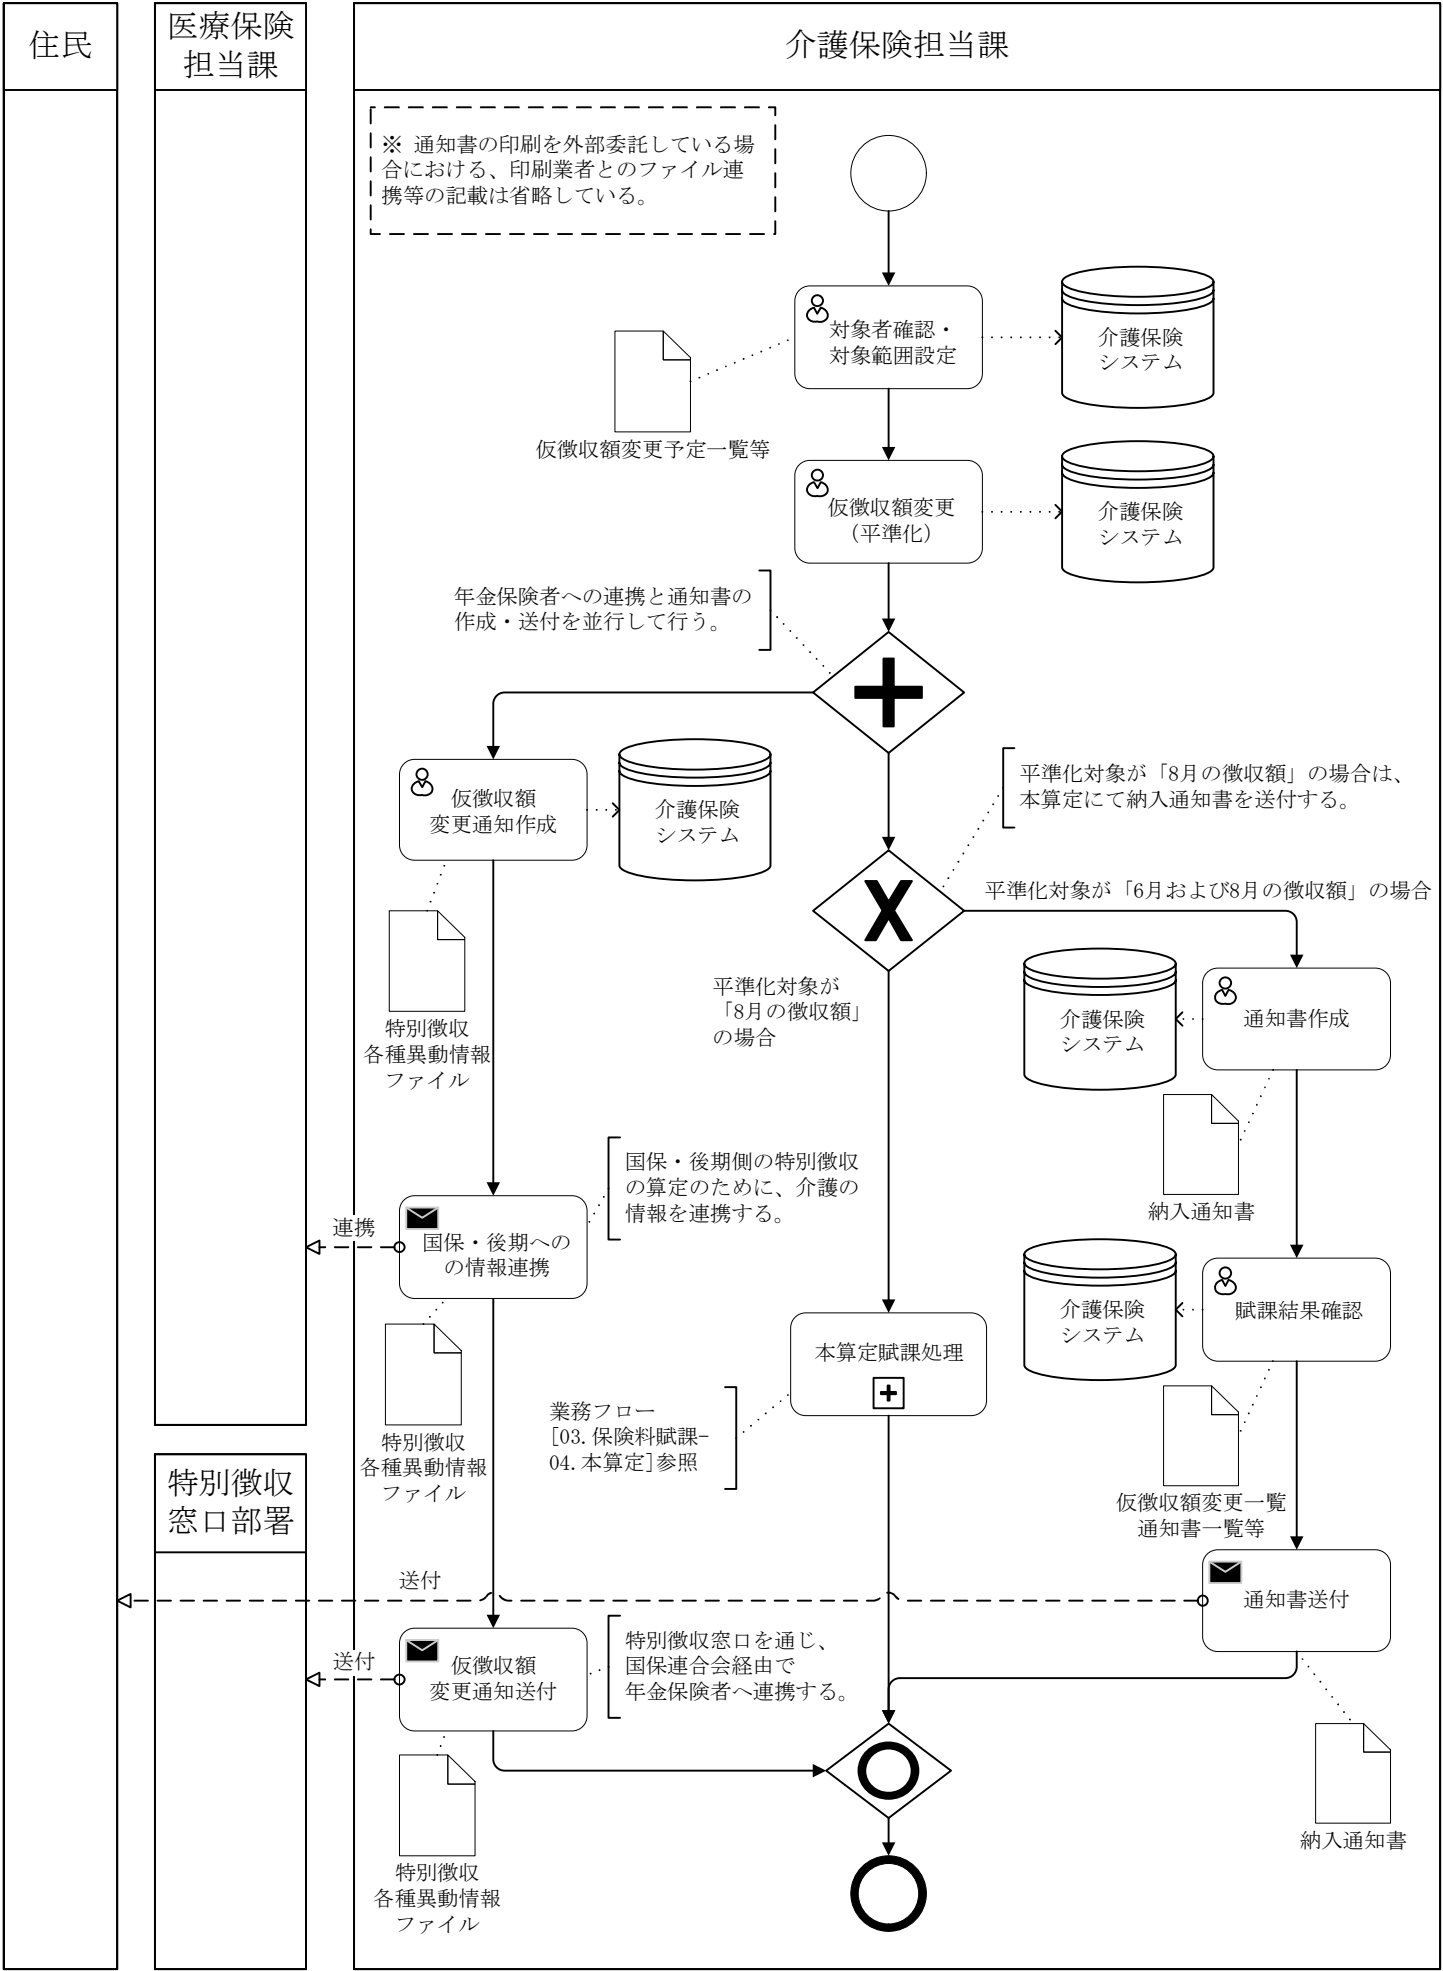 住民
医療保険
担当課
介護保険担当課
※ 通知書の印刷を外部委託している場
合における、印刷業者とのファイル連
携等の記載は省略している。
対象者確認・
対象範囲設定
介護保険
システム
仮徴収額変更予定一覧等
仮徴収額変更
（平準化）
介護保険
システム
年金保険者への連携と通知書の
作成・送付を並行して行う。
仮徴収額
変更通知作成
介護保険
システム
平準化対象が「8月の徴収額」の場合は、
本算定にて納入通知書を送付する。
平準化対象が「6月および8月の徴収額」の場合
特別徴収
各種異動情報
ファイル
平準化対象が
「8月の徴収額」
の場合
介護保険
システム
通知書作成
納入通知書
国保・後期側の特別徴収
の算定のために、介護の
情報を連携する。
連携
国保・後期への
の情報連携
介護保険
システム
賦課結果確認
本算定賦課処理
特別徴収
各種異動情報
ファイル
業務フロー
[03.保険料賦課-
04.本算定]参照
仮徴収額変更一覧
通知書一覧等
特別徴収
窓口部署
送付
通知書送付
送付
仮徴収額
変更通知送付
特別徴収窓口を通じ、
国保連合会経由で
年金保険者へ連携する。
特別徴収
各種異動情報
ファイル
納入通知書